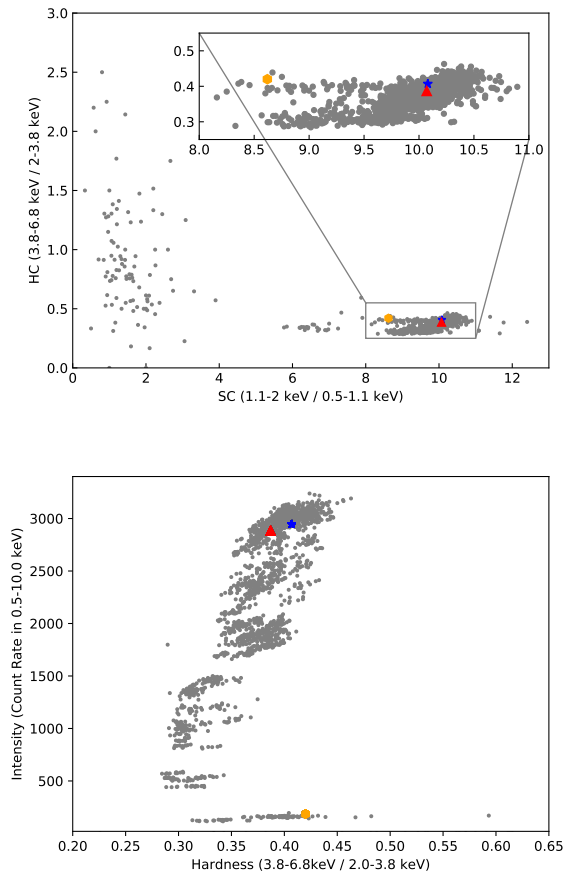 3.0
2.5
2.0
1.5
1.0
0.5
0.0
HC (3.8-6.8 keV / 2-3.8 keV)
0.5
0.4
0.3
8.0 8.5 9.0 9.5 10.0 10.5 11.0
0 2 4 6 8 10 12
SC (1.1-2 keV / 0.5-1.1 keV)
3000
2500
2000
1500
1000
500
Intensity (Count Rate in 0.5-10.0 keV)
0.20 0.25 0.30 0.35 0.40 0.45 0.50 0.55 0.60 0.65
Hardness (3.8-6.8keV / 2.0-3.8 keV)